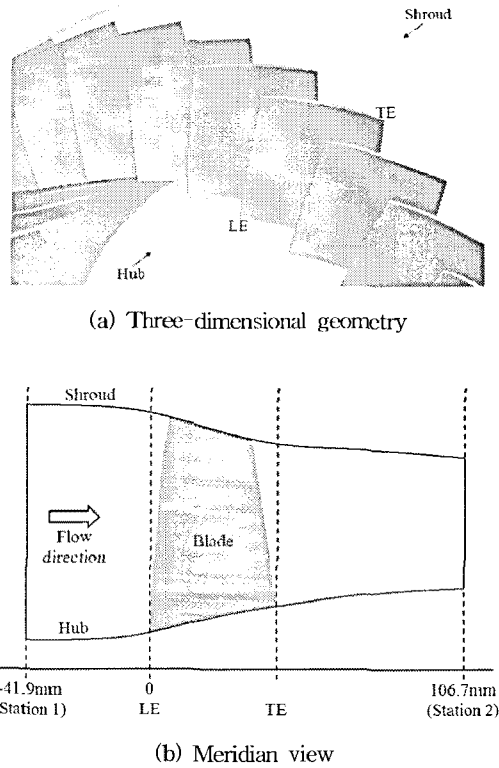 Shroud
TE
LE
Hub
(a) Three-dimensional geometry
Shroud
Flow
direction
Blade
Hub
-41.9mm 0 106.7mm
Station 1) LE TE (Station 2)
(b) Meridian view